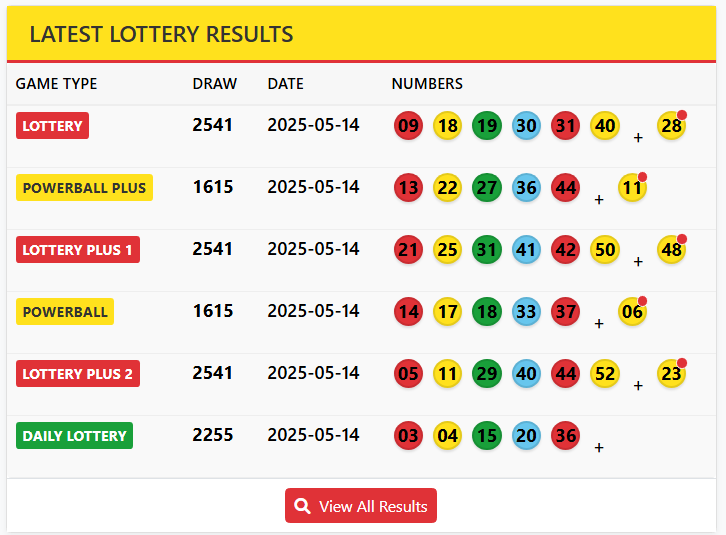 LATEST LOTTERY RESULTS
GAME TYPE DRAW DATE NUMBERS
LOTTERY 2541 2025-05-14 09 18 19 30 31 40 + 28
POWERBALL PLUS 1615 2025-05-14 13 22 27 36 44 + 11
LOTTERY PLUS 1 2541 2025-05-14 21 25 31 41 42 50 + 48
POWERBALL 1615 2025-05-14 14 17 18 33 37 + 06
LOTTERY PLUS 2 2541 2025-05-14 05 11 29 40 44 52 + 23
DAILY LOTTERY 2255 2025-05-14 03 04 15 20 36 +
View All Results